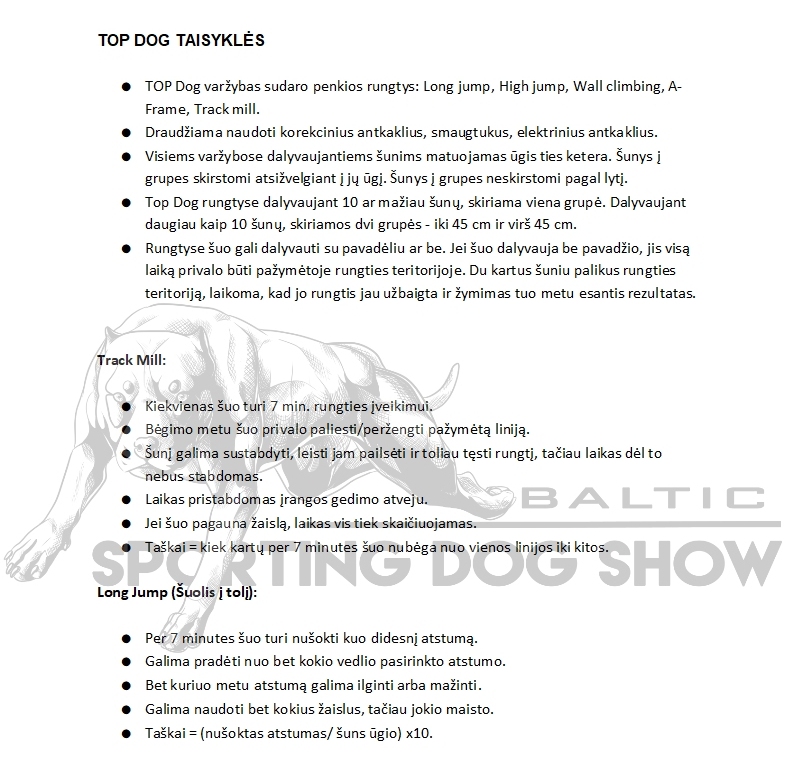 TOP DOG TAISYKLĖS
● TOP Dog varžybas sudaro penkios rungtys: Long jump, High jump, Wall climbing, A-
Frame, Track mill.
● Draudžiama naudoti korekcinius antkaklius, smaugtukus, elektrinius antkaklius.
● Visiems varžybose dalyvaujantiems šunims matuojamas ūgis ties ketera. Šunys į
grupes skirstomi atsižvelgiant į jų ūgį. Šunys į grupes neskirstomi pagal lytį.
● Top Dog rungtyse dalyvaujant 10 ar mažiau šunų, skiriama viena grupė. Dalyvaujant
daugiau kaip 10 šunų, skiriamos dvi grupės - iki 45 cm ir virš 45 cm.
● Rungtyse šuo gali dalyvauti su pavadėliu ar be. Jei šuo dalyvauja be pavadžio, jis visą
laiką privalo būti pažymėtoje rungties teritorijoje. Du kartus šuniu palikus rungties
teritoriją, laikoma, kad jo rungtis jau užbaigta ir žymimas tuo metu esantis rezultatas.
Track Mill:
● Kiekvienas šuo turi 7 min. rungties įveikimui.
● Bėgimo metu šuo privalo paliesti/peržengti pažymėtą liniją.
● Šunį galima sustabdyti, leisti jam pailsėti ir toliau tęsti rungtį, tačiau laikas dėl to
nebus stabdomas.
● Laikas pristabdomas įrangos gedimo atveju.
● Jei šuo pagauna žaislą, laikas vis tiek skaičiuojamas.
● Taškai = kiek kartų per 7 minutes šuo nubėga nuo vienos linijos iki kitos.
BALTIC
SPORTING DOG SHOW
Long Jump (Šuolis į tolį):
● Per 7 minutes šuo turi nušokti kuo didesnį atstumą.
● Galima pradėti nuo bet kokio vedlio pasirinkto atstumo.
● Bet kuriuo metu atstumą galima ilginti arba mažinti.
● Galima naudoti bet kokius žaislus, tačiau jokio maisto.
● Taškai = (nušoktas atstumas/ šuns ūgio) x10.